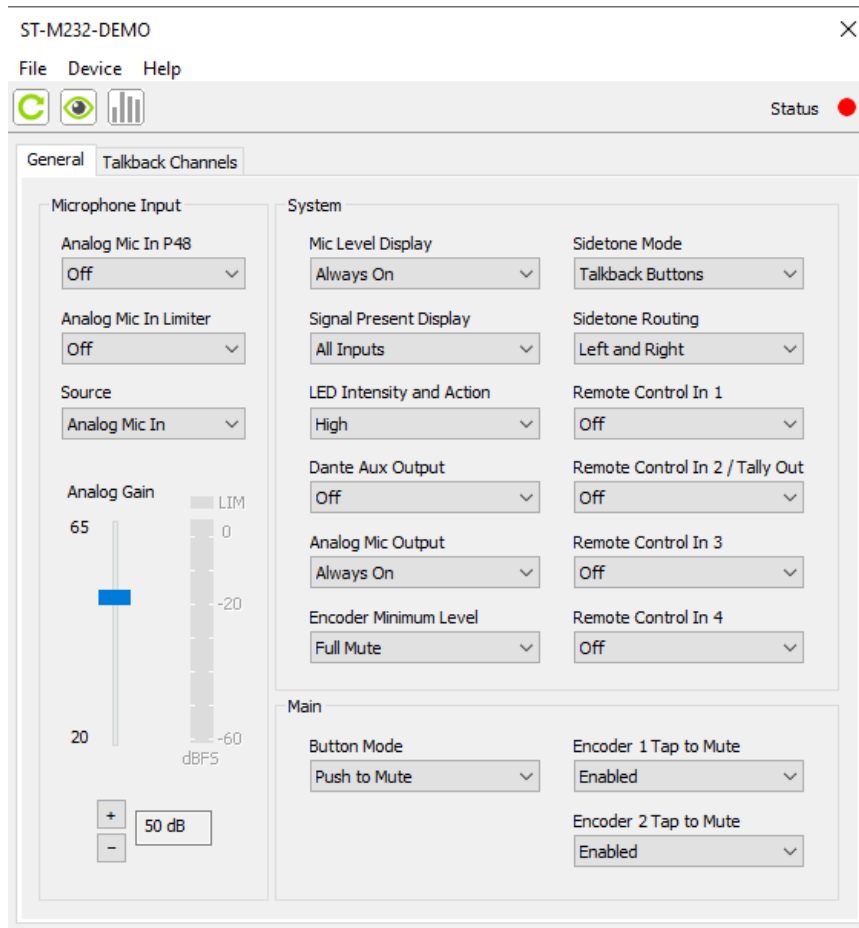 ST-M232-DEMO
File Device Help
Status
General Talkback Channels
Microphone Input
Analog Mic In P48
Off
Analog Mic In Limiter
Off
Source
Analog Mic In
Analog Gain
LIM
65
0
-20
20
-60
dBFS
+
50 dB
−
System
Mic Level Display
Always On
Signal Present Display
All Inputs
LED Intensity and Action
High
Dante Aux Output
Off
Analog Mic Output
Always On
Encoder Minimum Level
Full Mute
Sidetone Mode
Talkback Buttons
Sidetone Routing
Left and Right
Remote Control In 1
Off
Remote Control In 2 / Tally Out
Off
Remote Control In 3
Off
Remote Control In 4
Off
Main
Button Mode
Push to Mute
Encoder 1 Tap to Mute
Enabled
Encoder 2 Tap to Mute
Enabled